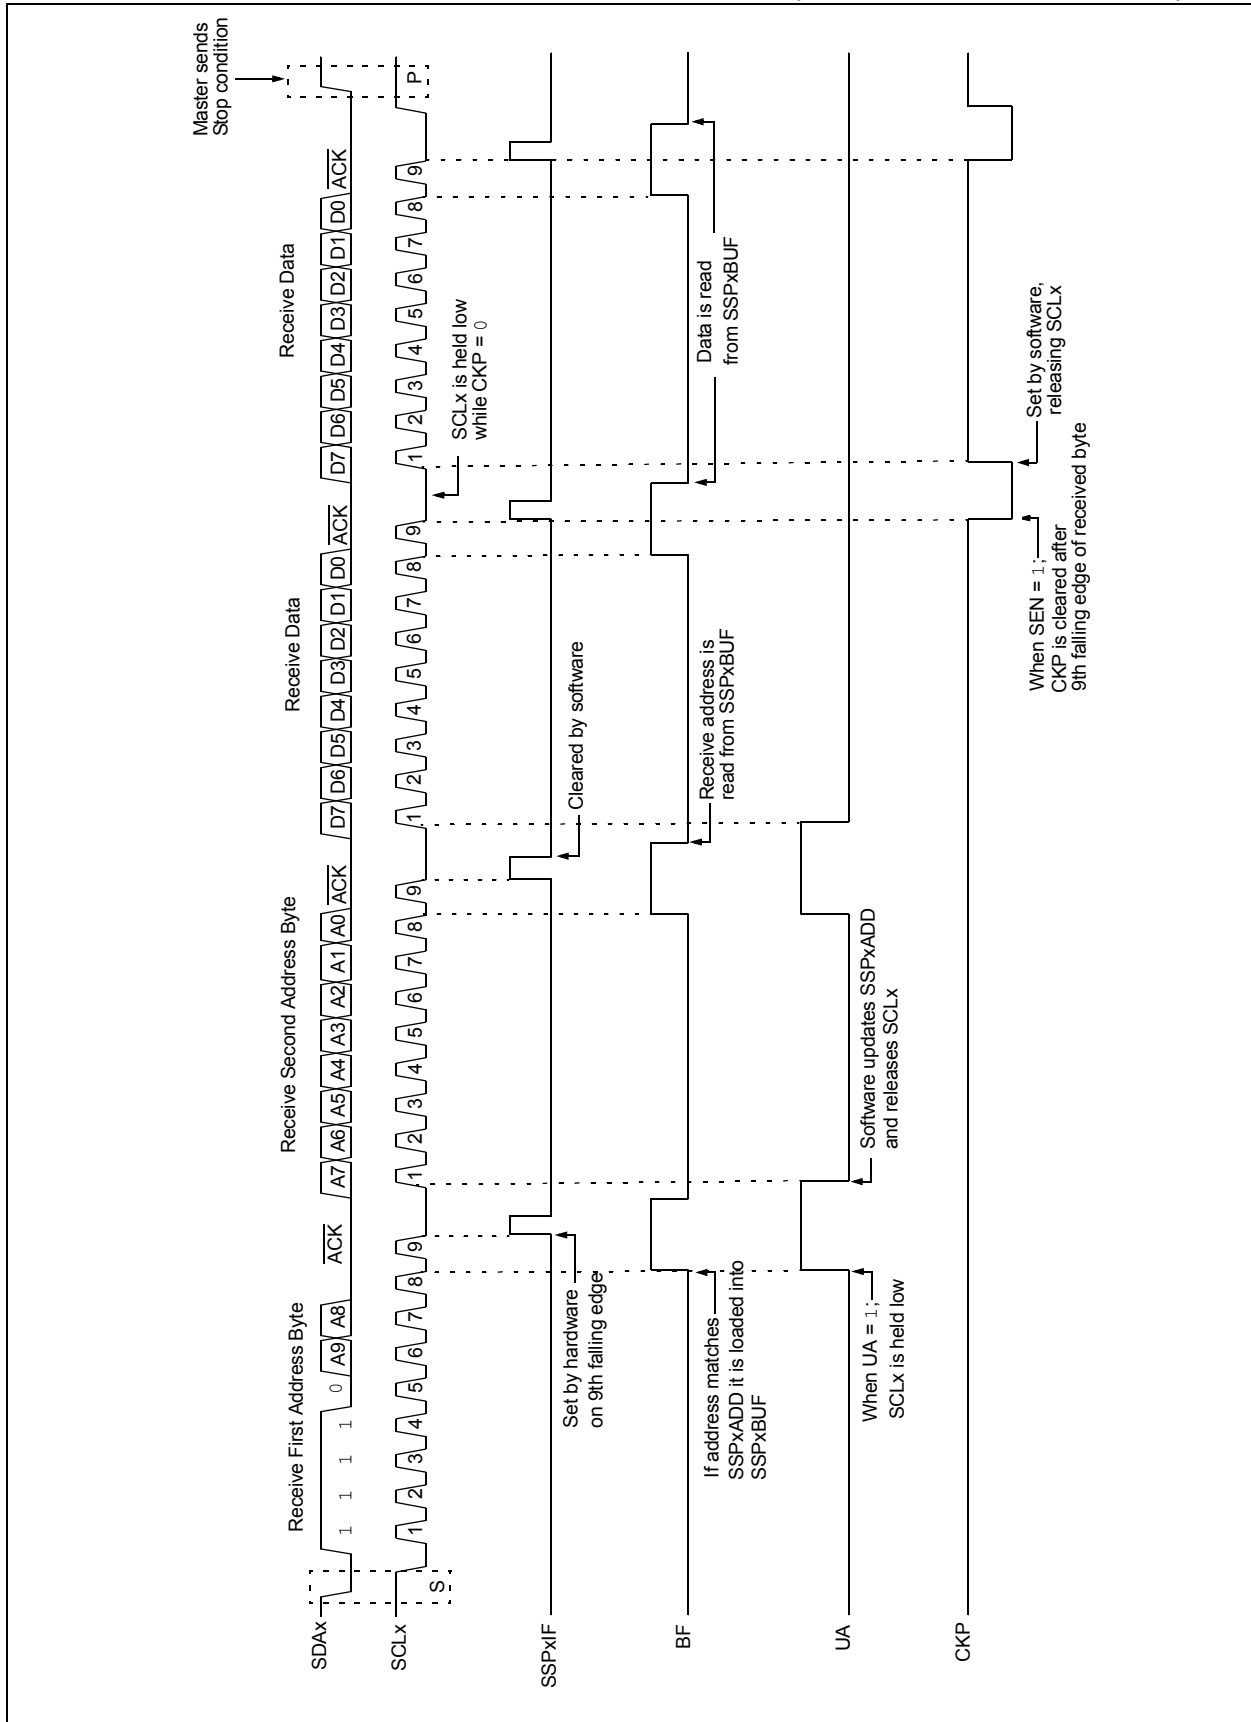 Master sends
Stop condition
Receive First Address Byte
Receive Second Address Byte
Receive Data
Receive Data
SDAx
1 1 1 1 0 A9 A8 ACK
A7 A6 A5 A4 A3 A2 A1 A0 ACK
D7 D6 D5 D4 D3 D2 D1 D0 ACK
D7 D6 D5 D4 D3 D2 D1 D0 ACK
SCLx
S
1 2 3 4 5 6 7 8 9
1 2 3 4 5 6 7 8 9
1 2 3 4 5 6 7 8 9
1 2 3 4 5 6 7 8 9
P
SCLx is held low
while CKP = 0
SSPxIF
Set by hardware
on 9th falling edge
Cleared by software
BF
If address matches
SSPxADD it is loaded into
SSPxBUF
Receive address is
read from SSPxBUF
Data is read
from SSPxBUF
UA
When UA = 1;
SCLx is held low
Software updates SSPxADD
and releases SCLx
CKP
When SEN = 1;
CKP is cleared after
9th falling edge of received byte
Set by software,
releasing SCLx